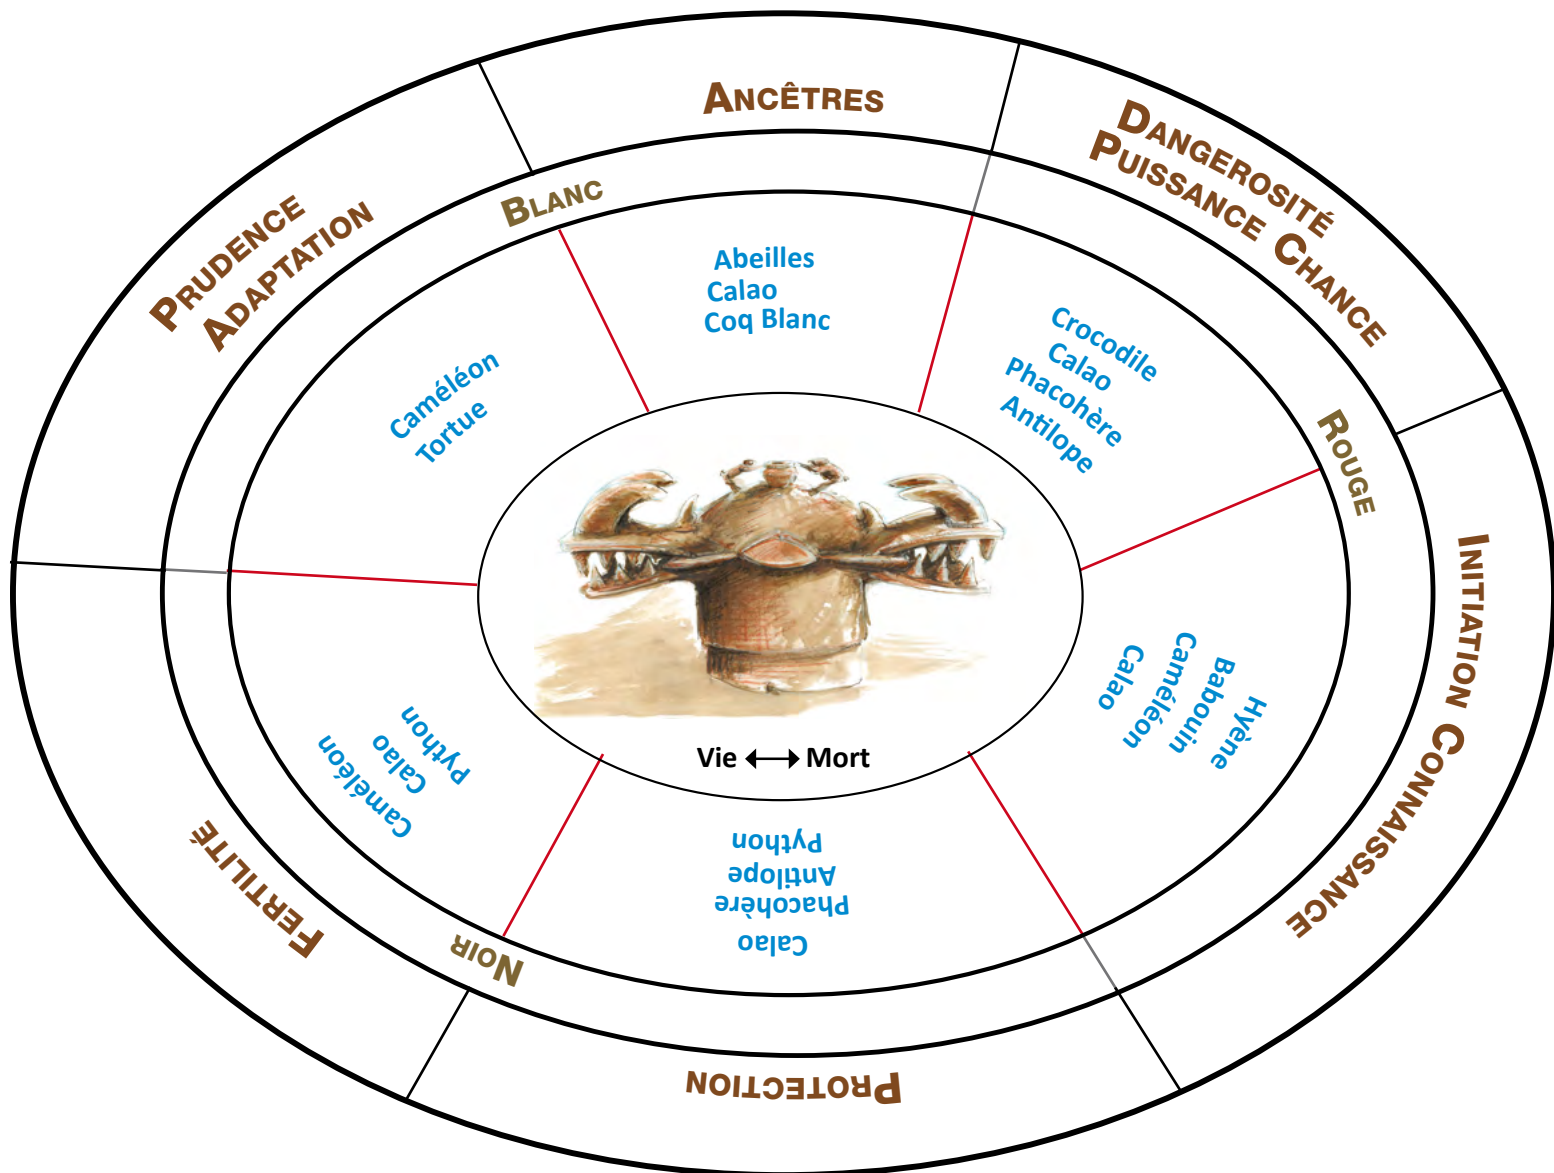 ANCÊTRES
DANGEROSITÉ
PUISSANCE CHANCE
INITIATION CONNAISSANCE
PROTECTION
FERTILITÉ
PRUDENCE
ADAPTATION
BLANC
ROUGE
NOIR
Abeilles
Calao
Coq Blanc
Crocodile
Calao
Phacohère
Antilope
Hyène
Babouin
Caméléon
Calao
Calao
Phacohère
Antilope
Python
Python
Calao
Caméléon
Caméléon
Tortue
Vie Mort